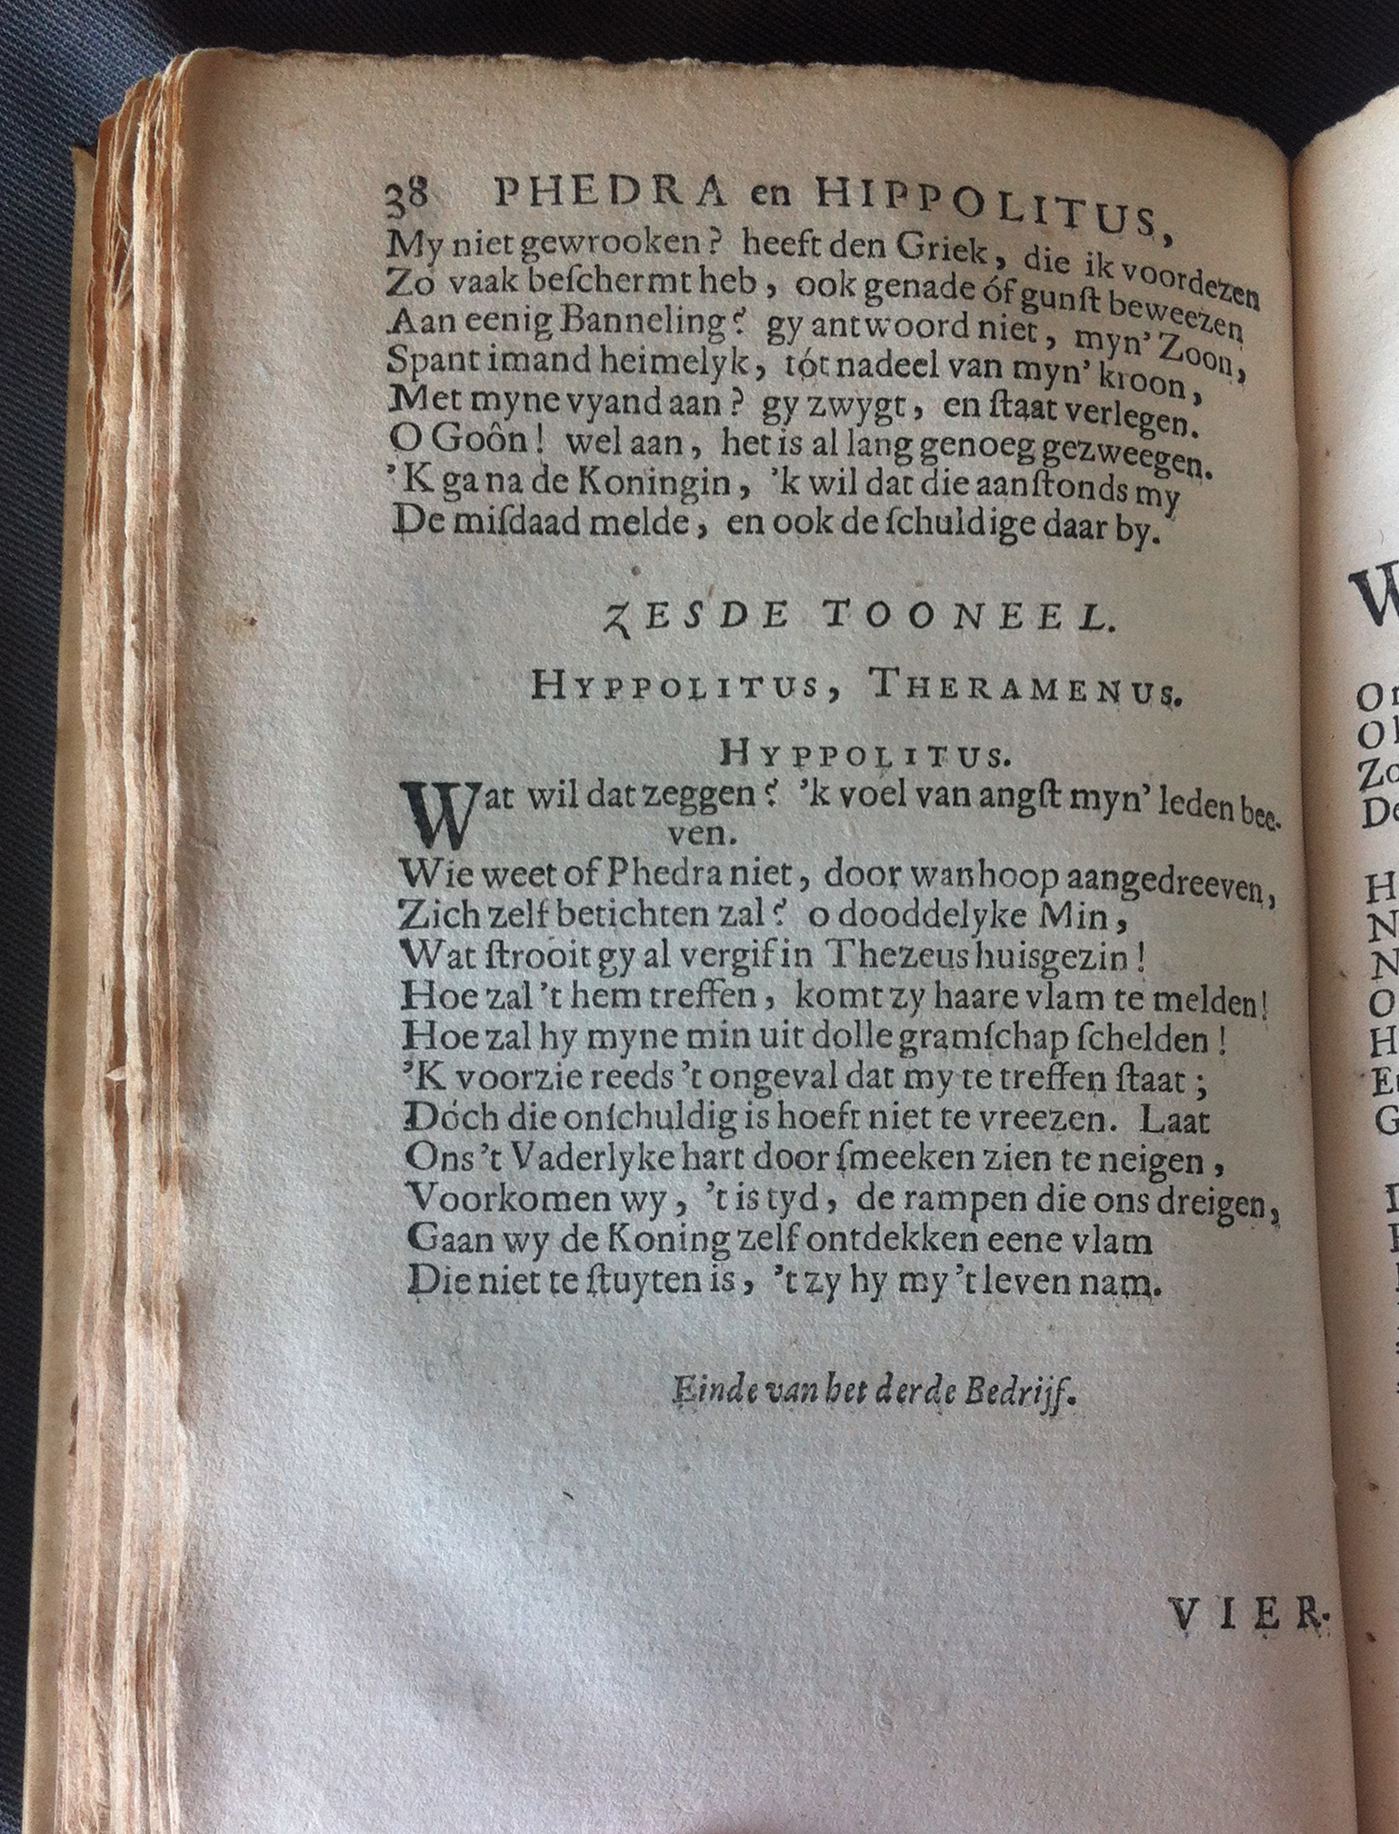 38 PHEDRA en HIPPOLITUS,
My niet gewrooken? heeft den Griek, die ik voordezen
Zó vaak beſchermt heb, ook genade óf gunſt beweezen
Aan eenig Banneling? gy antwoord niet, myn' Zoon,
Spant imand heimelyk, tót nadeel van myn' kroon,
Met myne vyand aan? gy zwygt, en ſtaat verlegen.
O Goôn! wel aan, het is al lang genoeg gezweegen.
'K ga na de Koningin, 'k wil dat die aanſtonds my
De miſdaad melde, en ook de ſchuldige daar by.
ZESDE TOONEEL.
HYPPOLITUS, THERAMENUS.
HYPPOLITUS.
Wat wil dat zeggen? 'k voel van angſt myn' leden bee-
ven.
Wie weet of Phedra niet, door wanhoop aangedreeven,
Zich zelf betichten zal? o dooddelyke Min,
Wat ſtrooit gy al vergif in Thezeus huisgezin!
Hoe zal 't hem treffen, komt zy haare vlam te melden!
Hoe zal hy myne min uit dolle gramſchap ſchelden!
'K voorzie reeds 't ongeval dat my te treffen ſtaat;
Dóch die onſchuldig is hoeft niet te vreezen. Laat
Ons 't Vaderlyke hart door ſmeeken zien te neigen,
Voorkomen wy, 't is tyd, de rampen die ons dreigen,
Gaan wy de Koning zelf ontdekken eene vlam
Die niet te ſtuyten is, 't zy hy my 't leven nam.
Einde van het derde Bedrijf.
VIER-
W
O
O
Zo
De
H
N
N
O
H
G